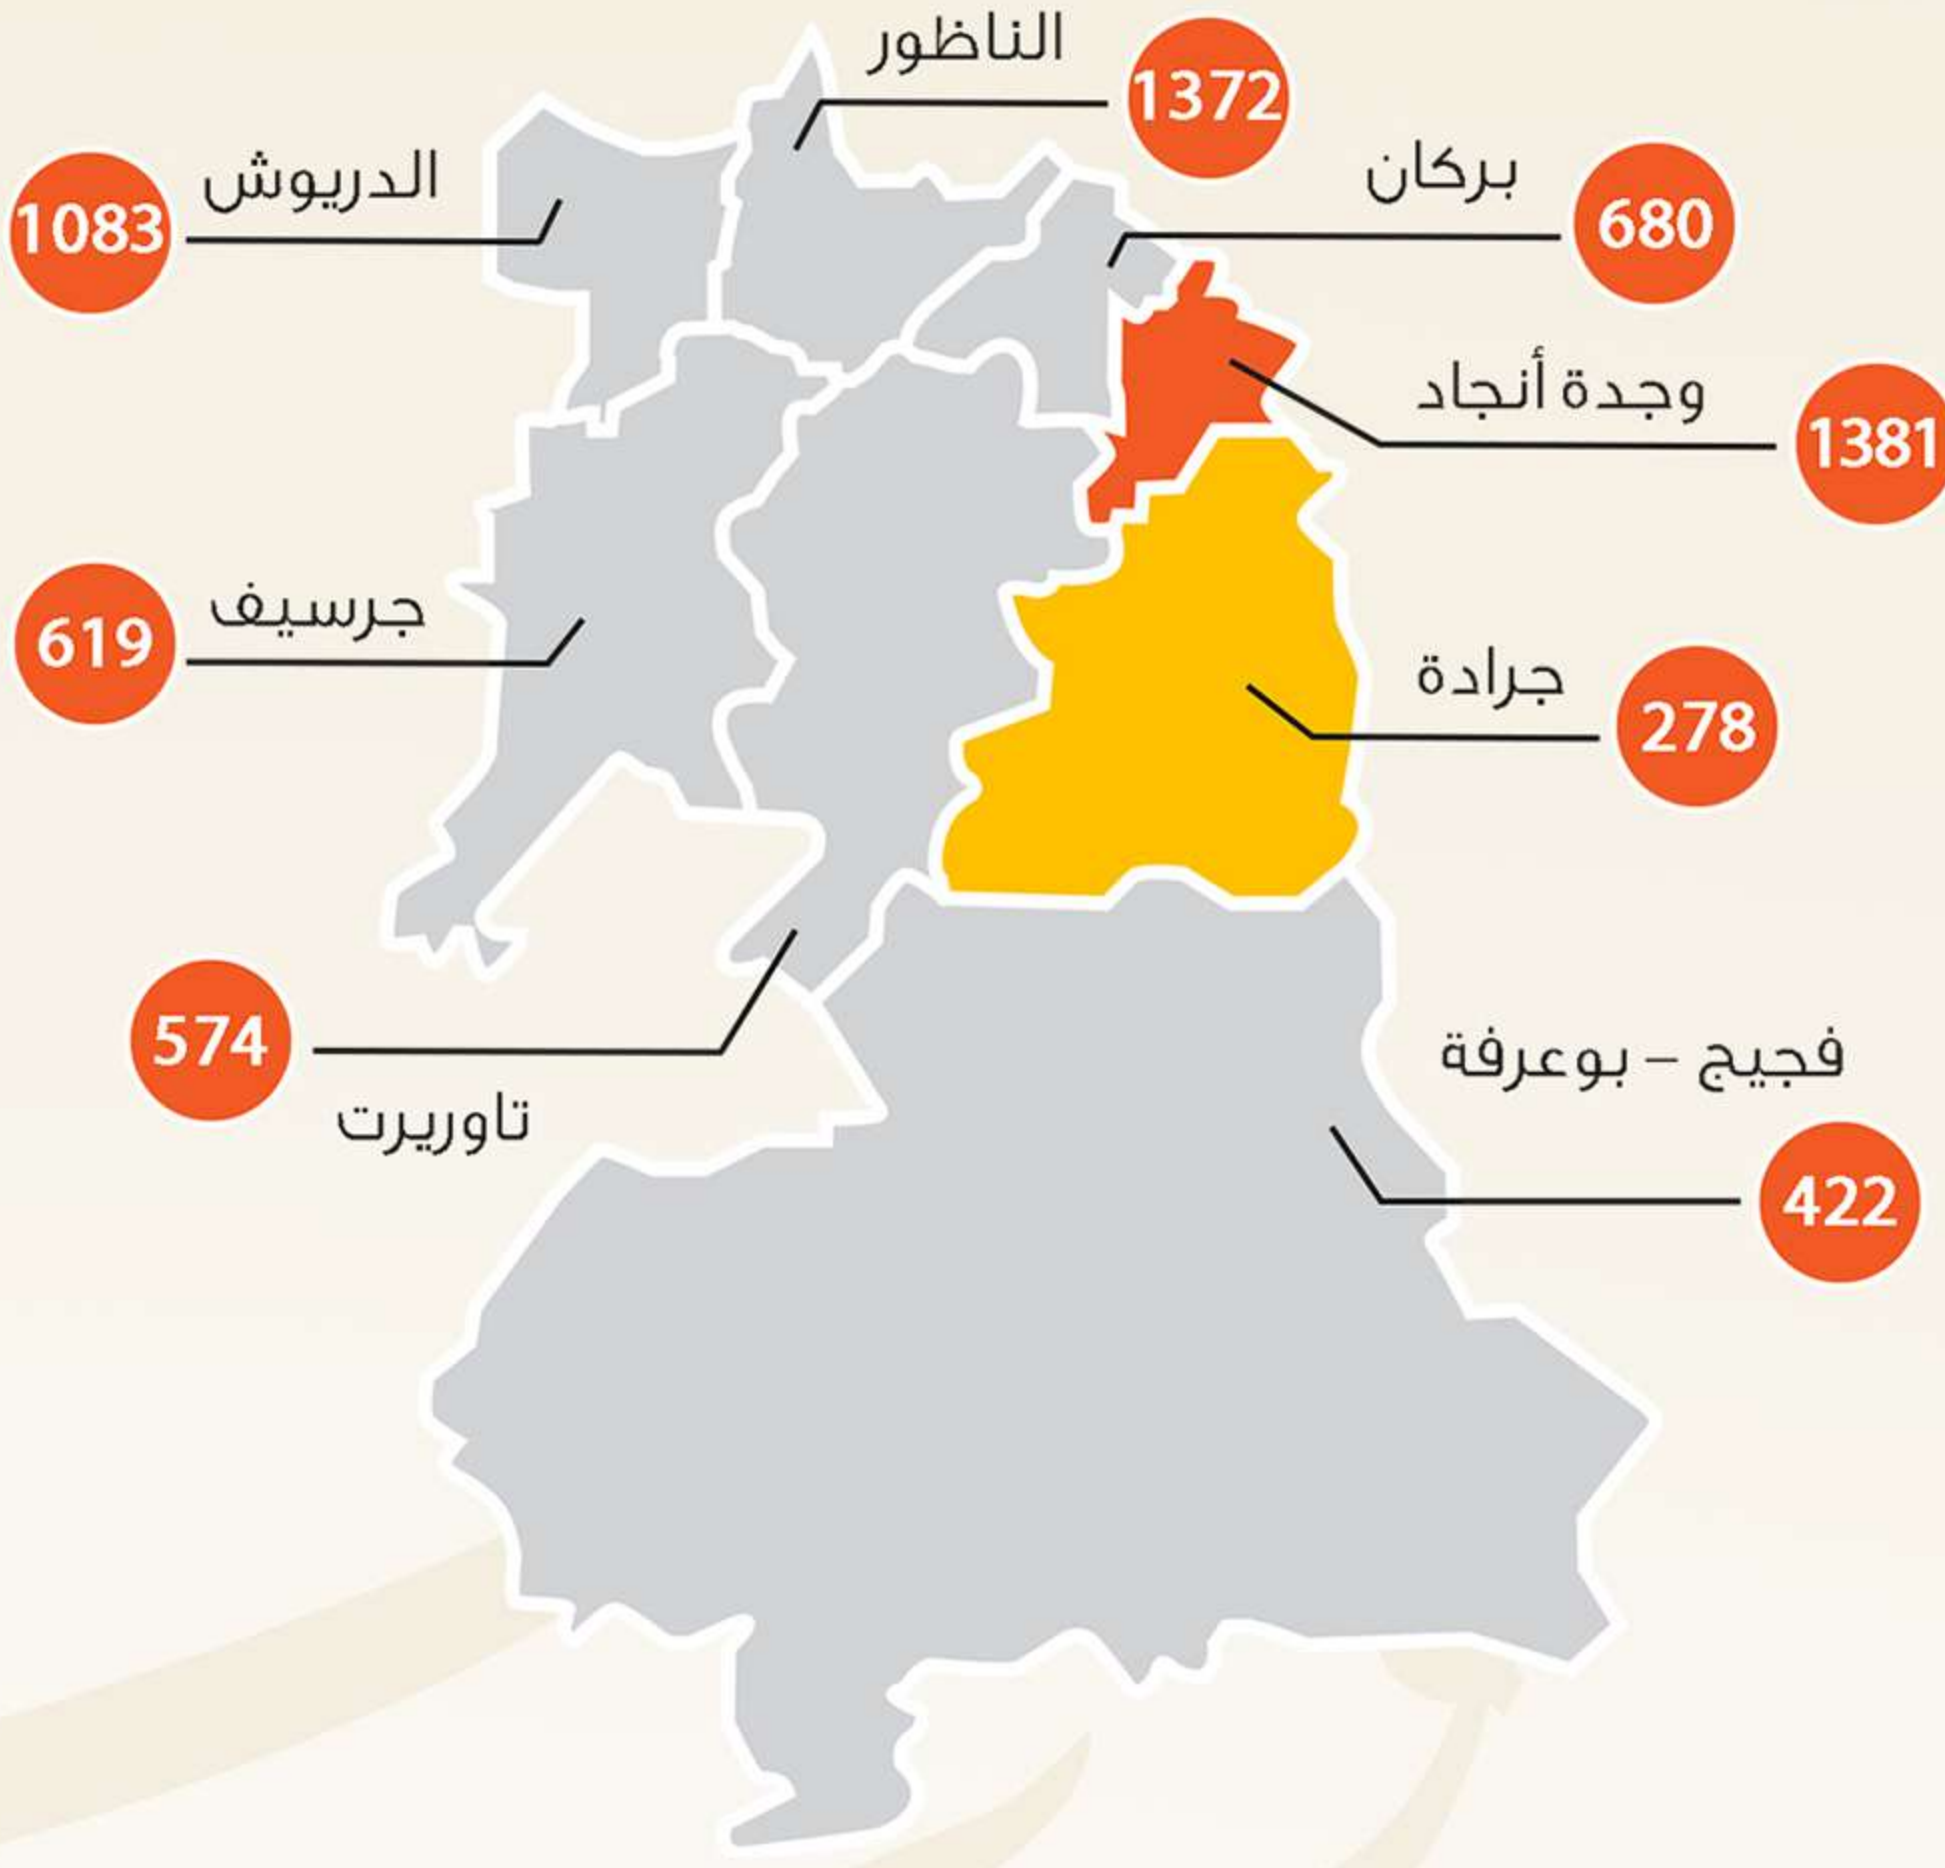 الناظور
1372
بركان
680
الدريوش
1083
وجدة أنجاد
1381
جرسيف
619
جرادة
278
574
تاوريرت
فجيج – بوعرفة
422